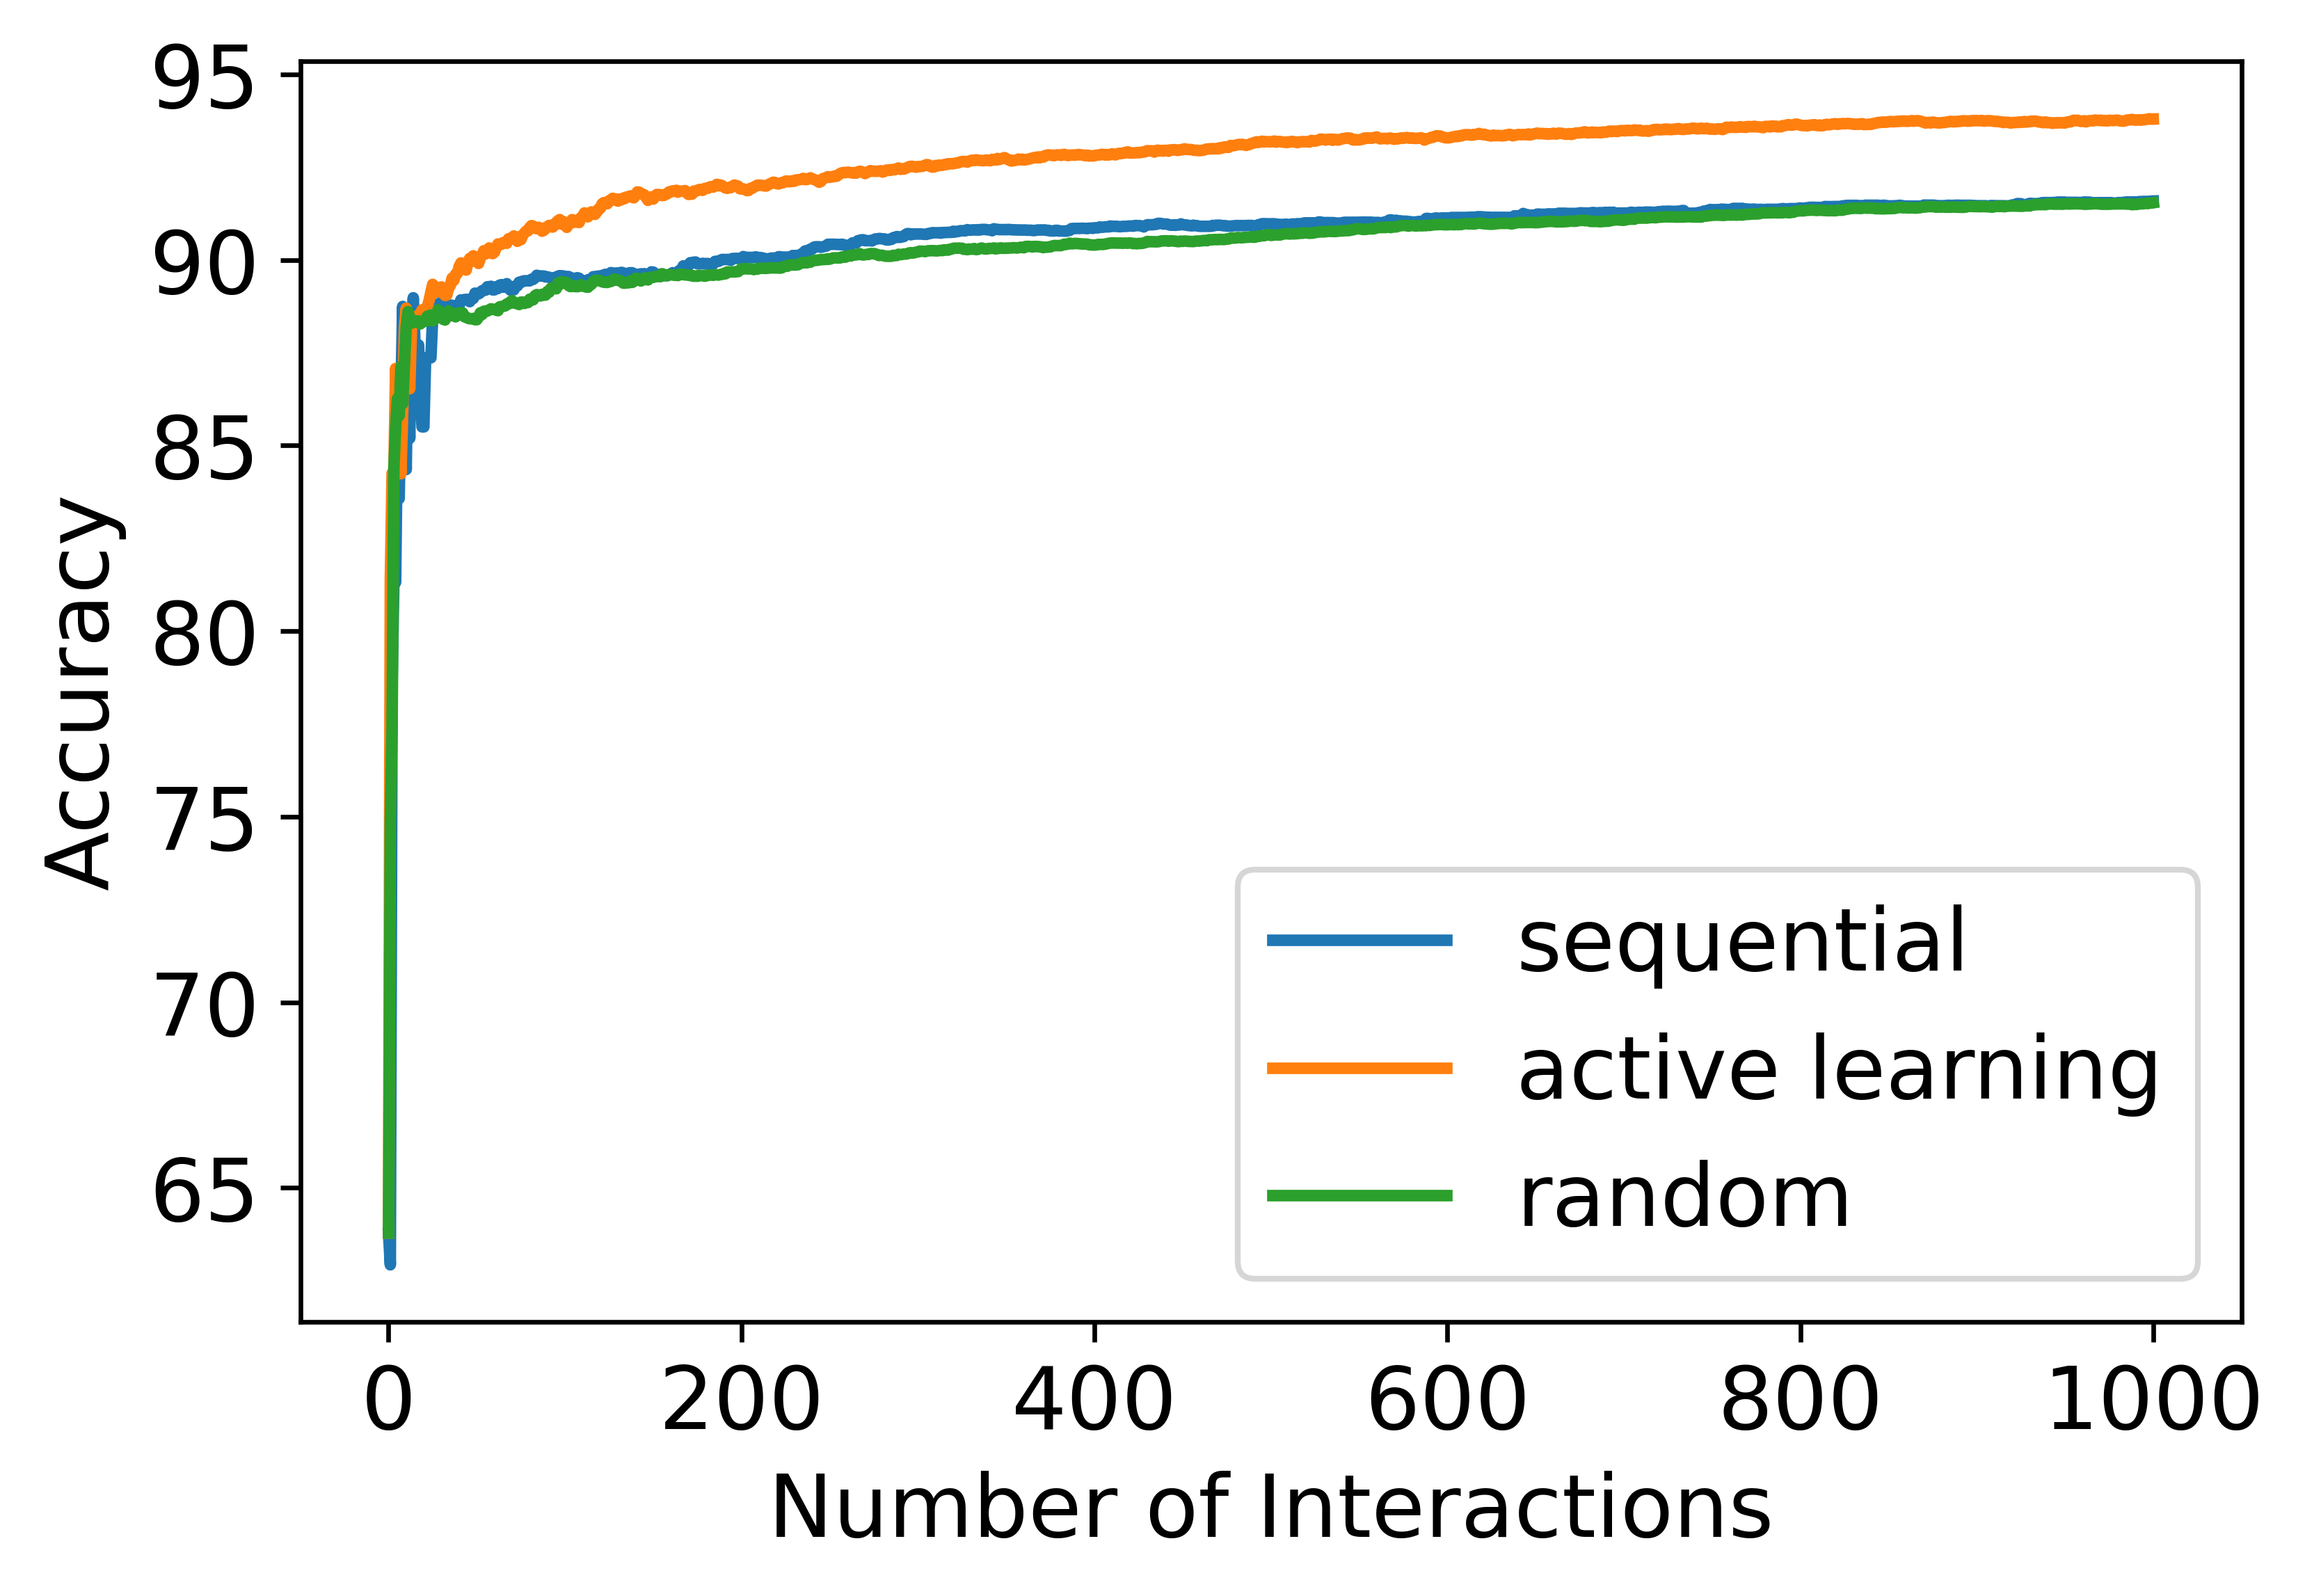 95
90
85
80
75
70
65
Accuracy
sequential
active learning
random
0 200 400 600 800 1000
Number of Interactions